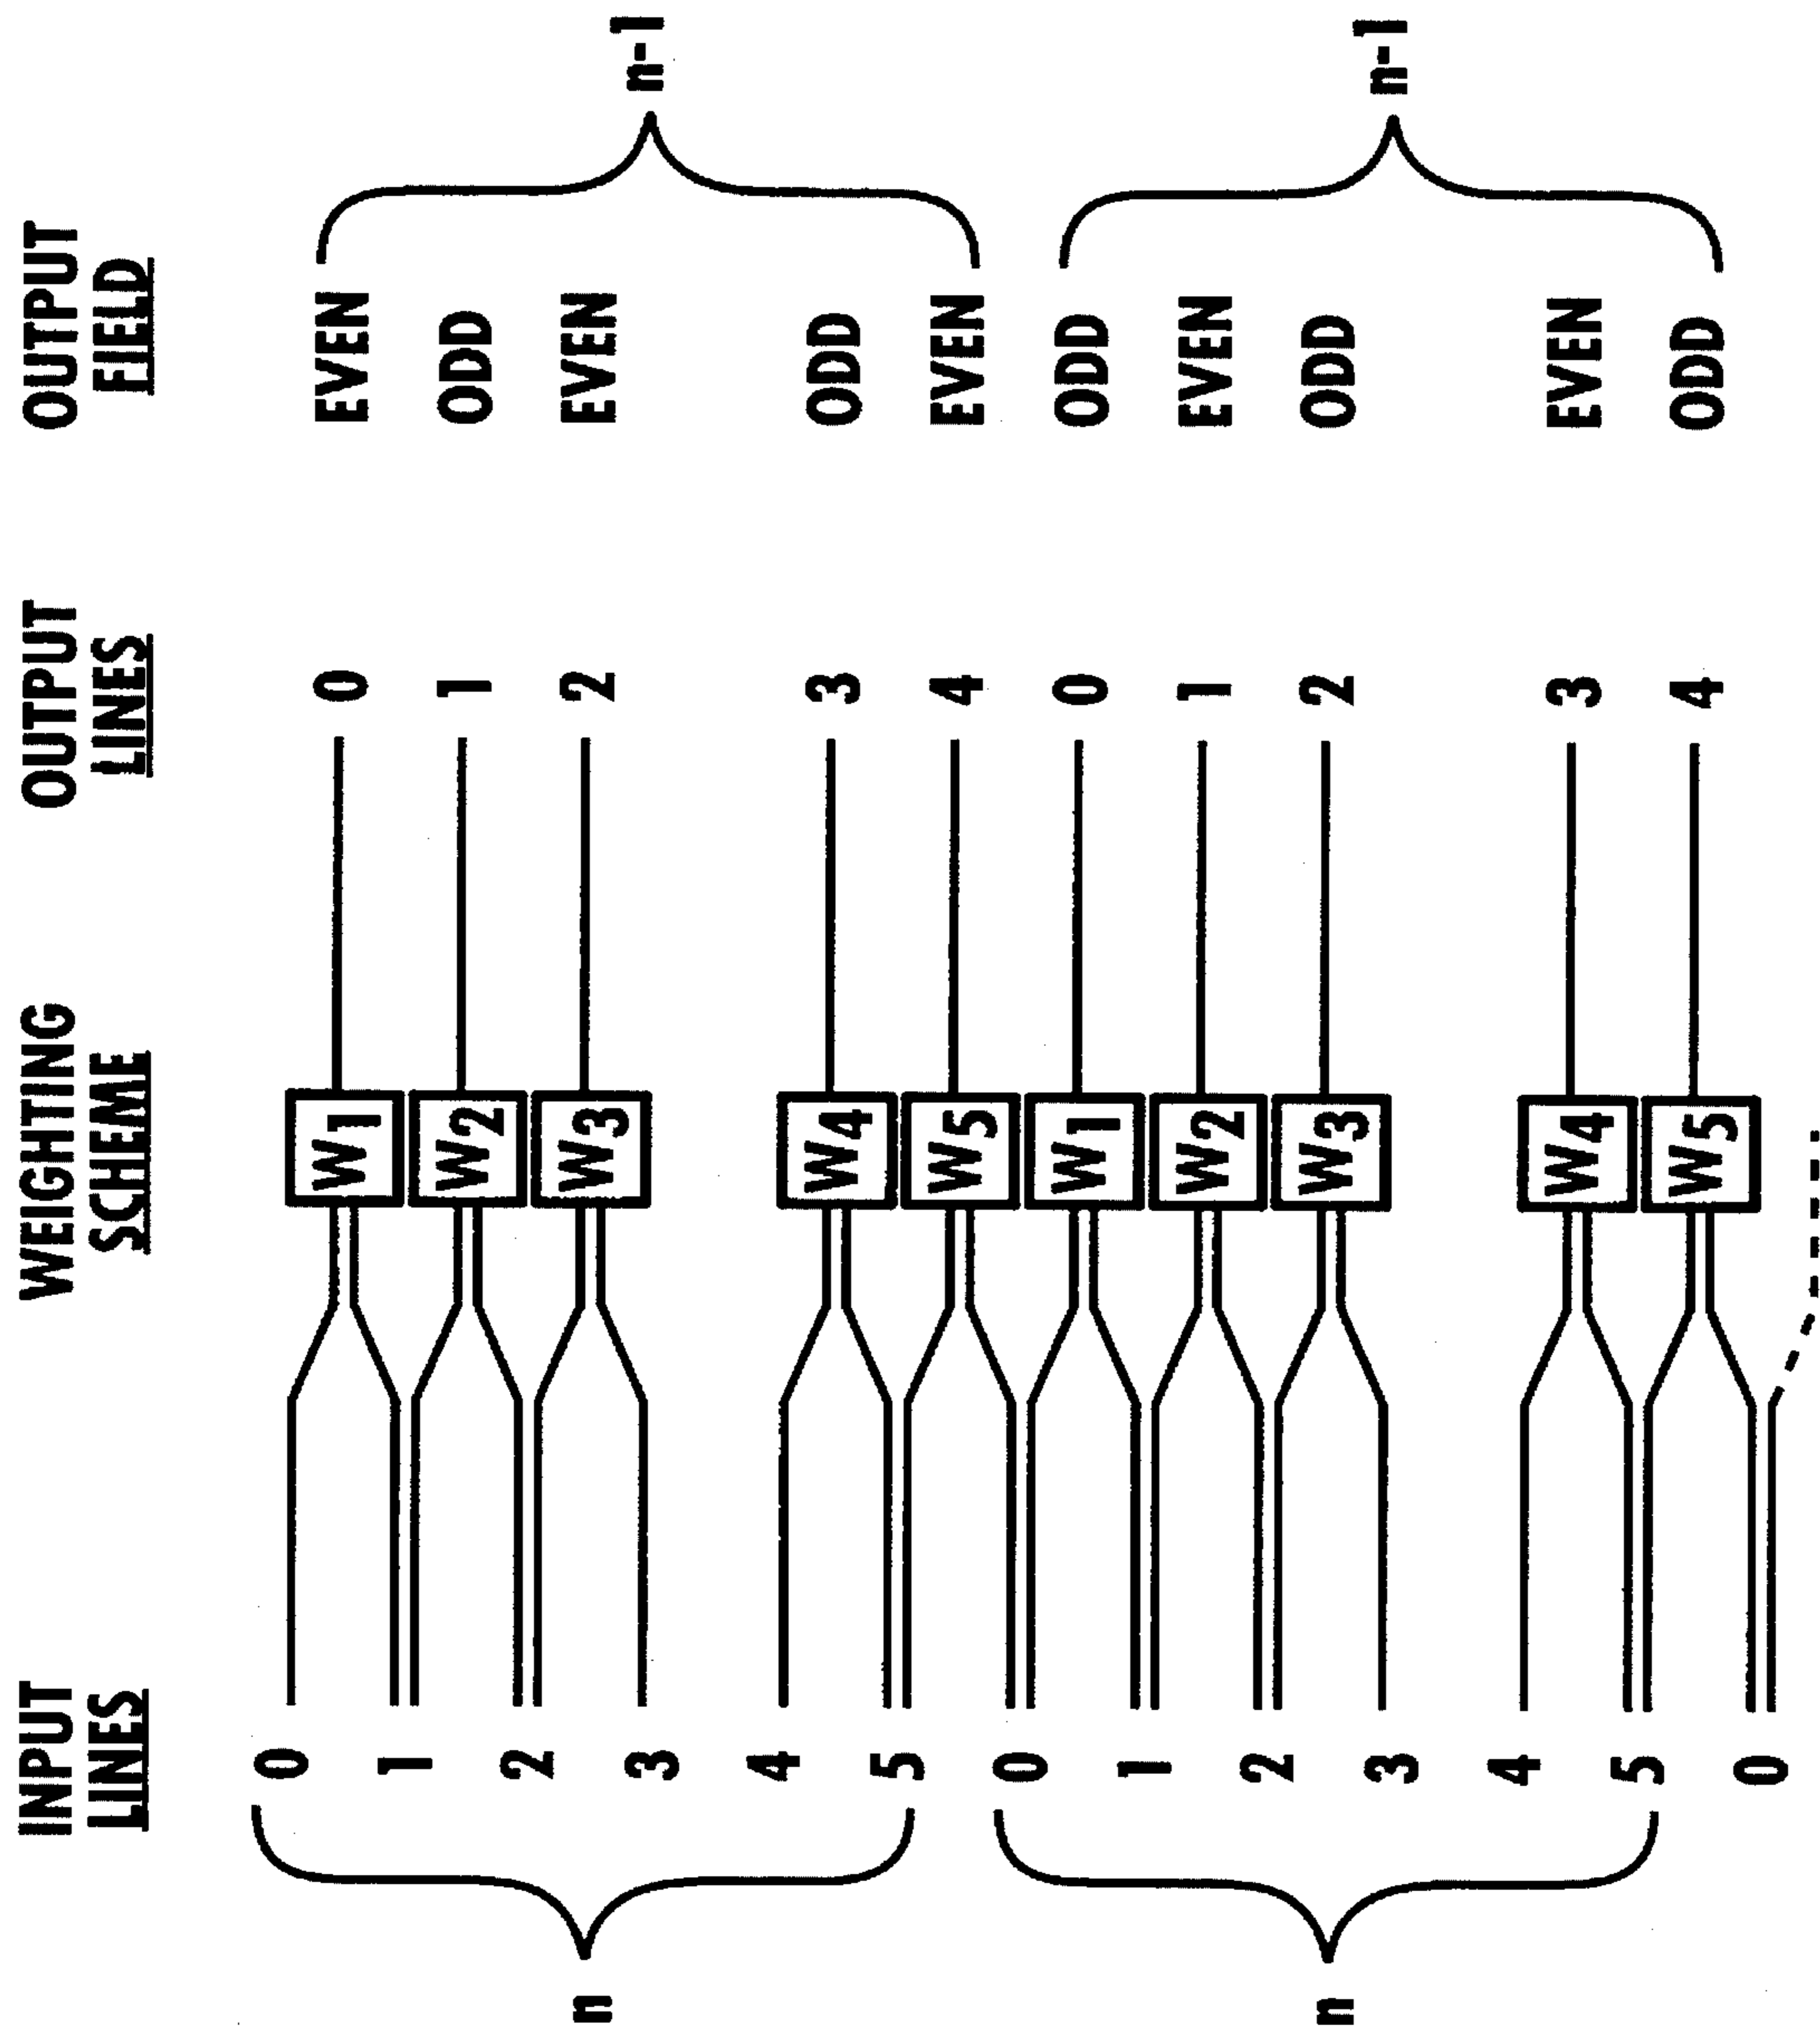 INPUT
LINES
WEIGHTING
SCHEME
OUTPUT
LINES
OUTPUT
FIELD
0
W1
0
EVEN
1
W2
1
ODD
2
W3
2
EVEN
3
4
W4
3
ODD
5
W5
4
EVEN
0
W1
0
ODD
1
W2
1
EVEN
2
W3
2
ODD
3
4
W4
3
EVEN
5
W5
4
ODD
0
n
n
n-1
n-1